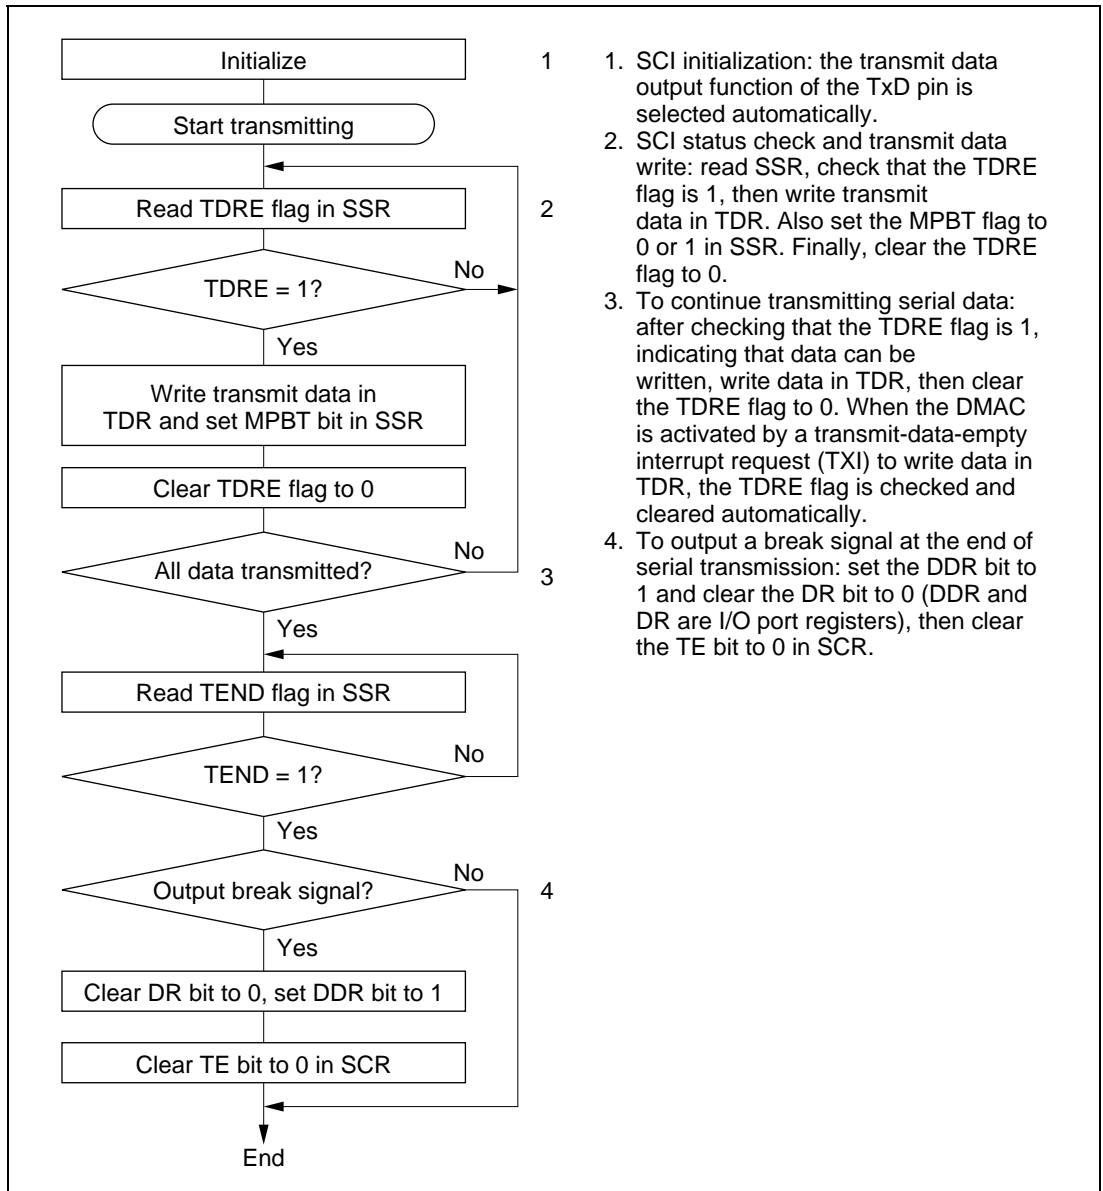 Initialize
1
Start transmitting
Read TDRE flag in SSR
2
TDRE = 1?
No
Yes
Write transmit data in
TDR and set MPBT bit in SSR
Clear TDRE flag to 0
All data transmitted?
No
3
Yes
Read TEND flag in SSR
TEND = 1?
No
Yes
Output break signal?
No
4
Yes
Clear DR bit to 0, set DDR bit to 1
Clear TE bit to 0 in SCR
End
1. SCI initialization: the transmit data
output function of the TxD pin is
selected automatically.
2. SCI status check and transmit data
write: read SSR, check that the TDRE
flag is 1, then write transmit
data in TDR. Also set the MPBT flag to
0 or 1 in SSR. Finally, clear the TDRE
flag to 0.
3. To continue transmitting serial data:
after checking that the TDRE flag is 1,
indicating that data can be
written, write data in TDR, then clear
the TDRE flag to 0. When the DMAC
is activated by a transmit-data-empty
interrupt request (TXI) to write data in
TDR, the TDRE flag is checked and
cleared automatically.
4. To output a break signal at the end of
serial transmission: set the DDR bit to
1 and clear the DR bit to 0 (DDR and
DR are I/O port registers), then clear
the TE bit to 0 in SCR.